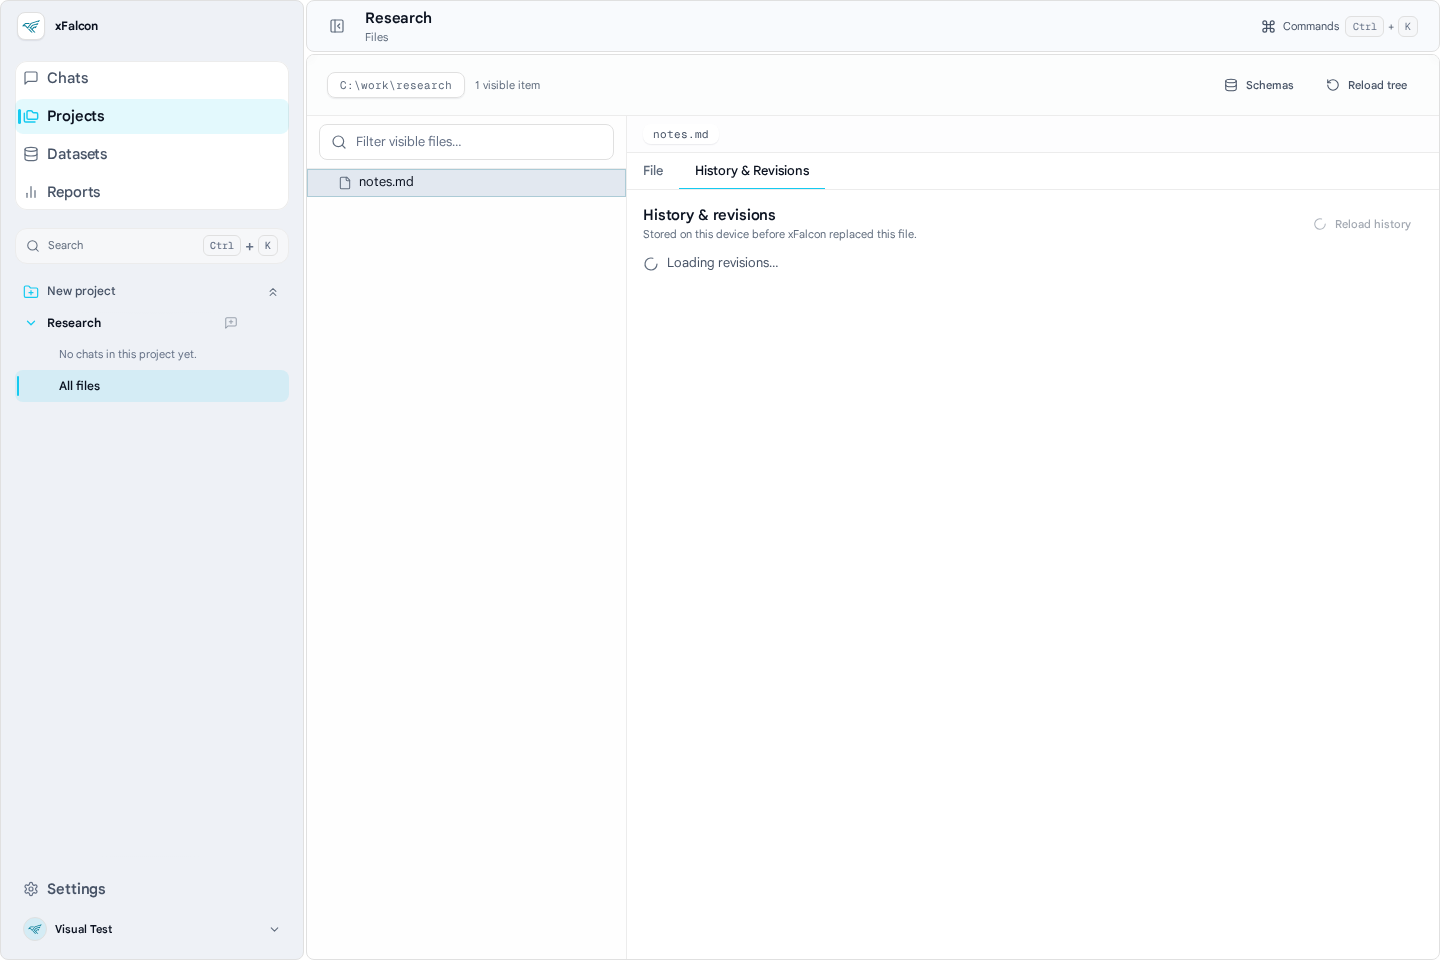 xFalcon
Chats
Projects
Datasets
Reports
Search Ctrl + K
New project
Research
No chats in this project yet.
All files
Settings
Visual Test
Research
Files
Commands Ctrl + K
C:\work\research 1 visible item
Schemas Reload tree
Filter visible files...
notes.md
notes.md
File History & Revisions
History & revisions
Stored on this device before xFalcon replaced this file.
Reload history
Loading revisions...